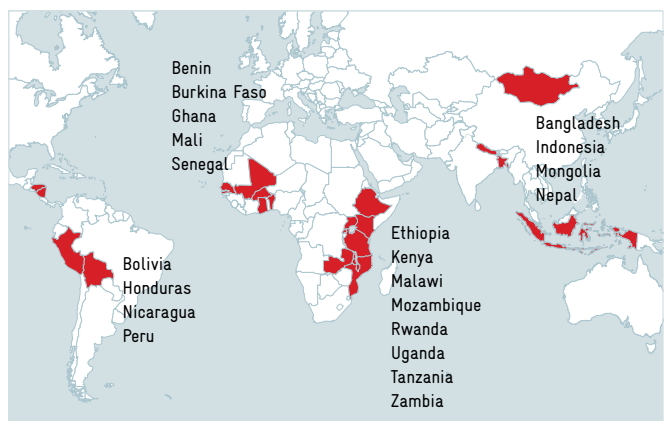 Benin
Burkina Faso
Ghana
Mali
Senegal
Bangladesh
Indonesia
Mongolia
Nepal
Bolivia
Honduras
Nicaragua
Peru
Ethiopia
Kenya
Malawi
Mozambique
Rwanda
Uganda
Tanzania
Zambia